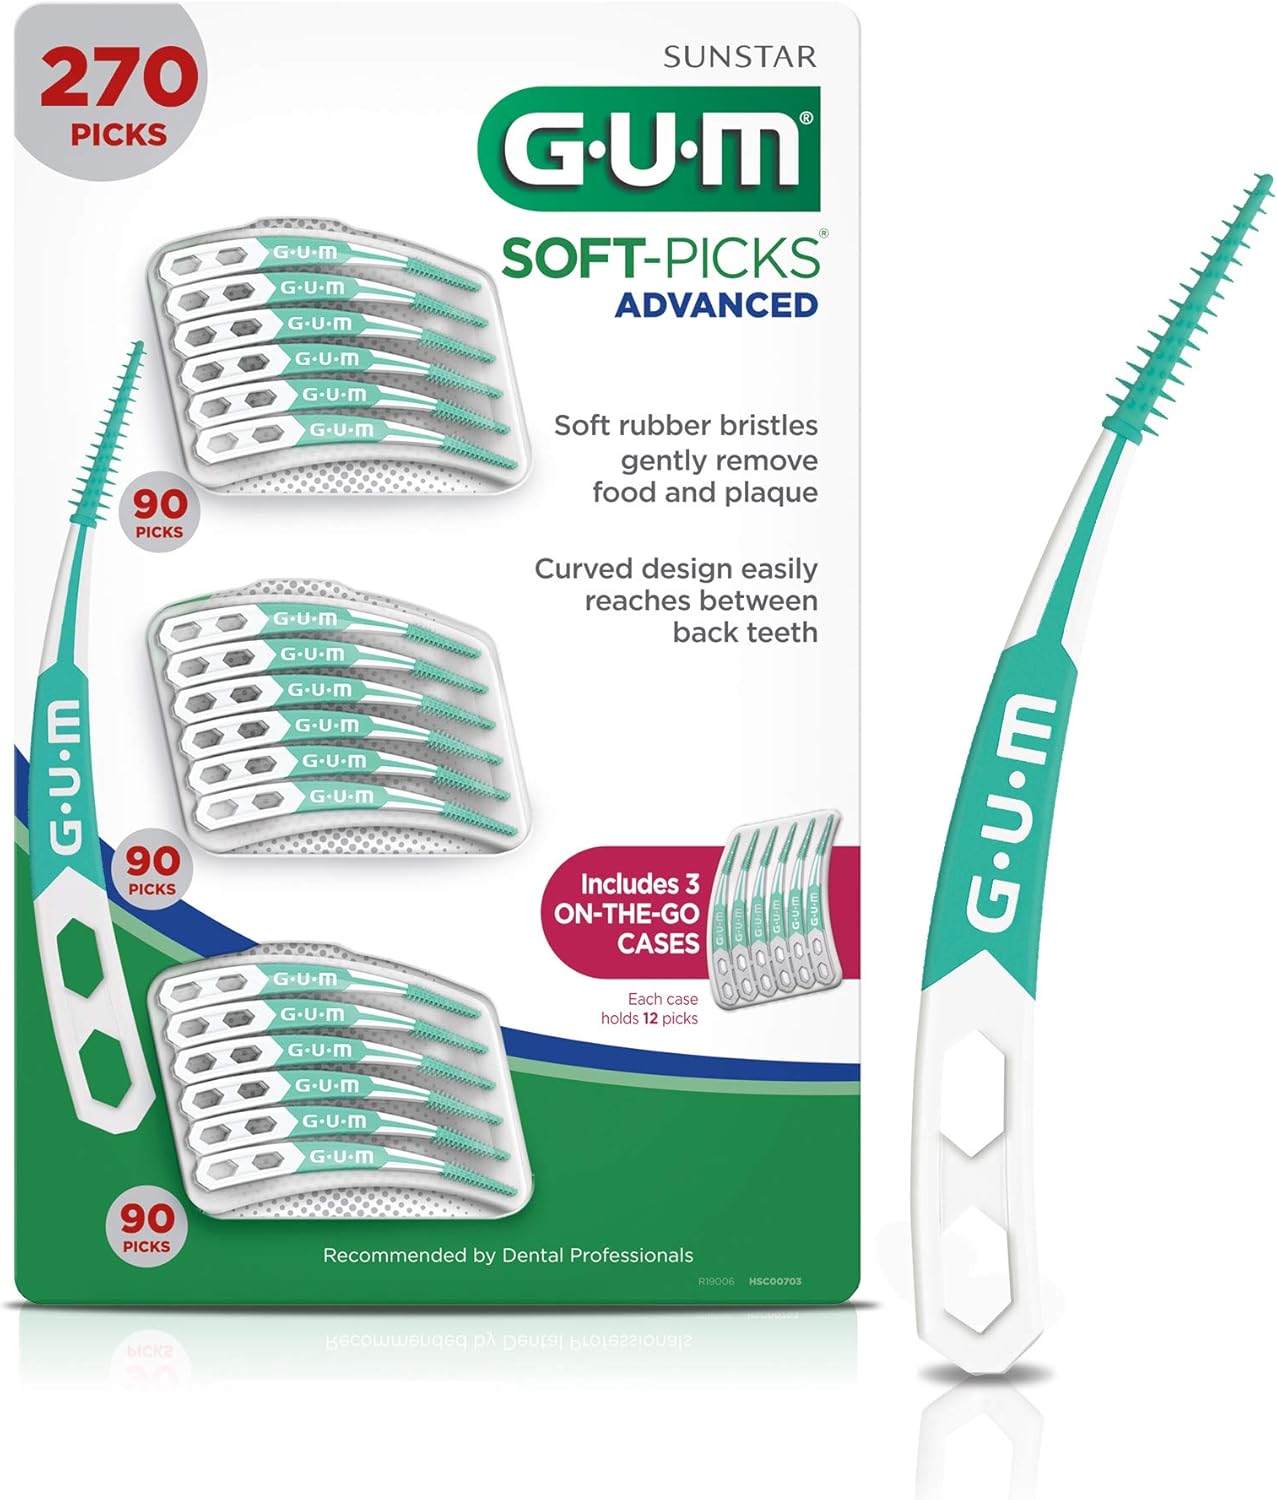 270
PICKS
SUNSTAR
G·U·M®
SOFT-PICKS®
ADVANCED
G·U·M
G·U·M
G·U·M
G·U·M
G·U·M
G·U·M
Soft rubber bristles
gently remove
food and plaque
90
PICKS
Curved design easily
reaches between
back teeth
G·U·M
G·U·M
G·U·M
G·U·M
G·U·M
G·U·M
G·U·M
90
PICKS
Includes 3
ON-THE-GO
CASES
G·U·M
G·U·M
G·U·M
G·U·M
G·U·M
G·U·M
Each case
holds 12 picks
G·U·M
G·U·M
G·U·M
G·U·M
G·U·M
G·U·M
90
PICKS
Recommended by Dental Professionals
R19006 HSC00703
G·U·M